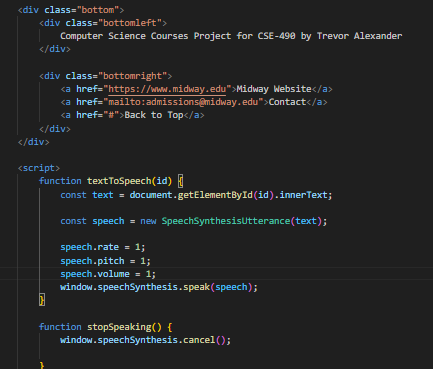 <div class="bottom">
<div class="bottomleft">
Computer Science Courses Project for CSE-490 by Trevor Alexander
</div>
<div class="bottomright">
<a href="https://www.midway.edu">Midway Website</a>
<a href="mailto:admissions@midway.edu">Contact</a>
<a href="#">Back to Top</a>
</div>
</div>
<script>
function textToSpeech(id) {
const text = document.getElementById(id).innerText;
const speech = new SpeechSynthesisUtterance(text);
speech.rate = 1;
speech.pitch = 1;
speech.volume = 1;
window.speechSynthesis.speak(speech);
}
function stopSpeaking() {
window.speechSynthesis.cancel();
}